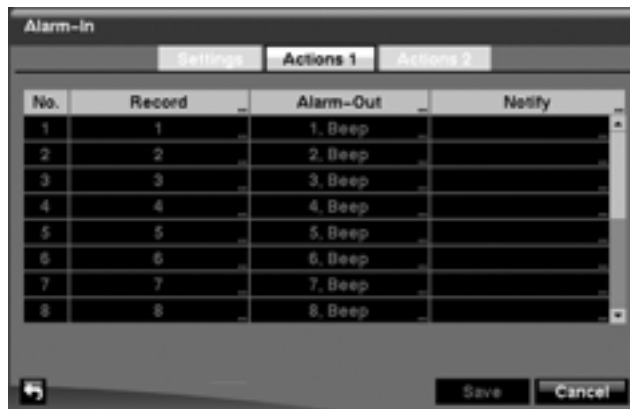 Alarm-In
Settings Actions 1 Actions 2
No. Record Alarm-Out Notify
1 1 1, Beep
2 2 2, Beep
3 3 3, Beep
4 4 4, Beep
5 5 5, Beep
6 6 6, Beep
7 7 7, Beep
8 8 8, Beep
Save Cancel